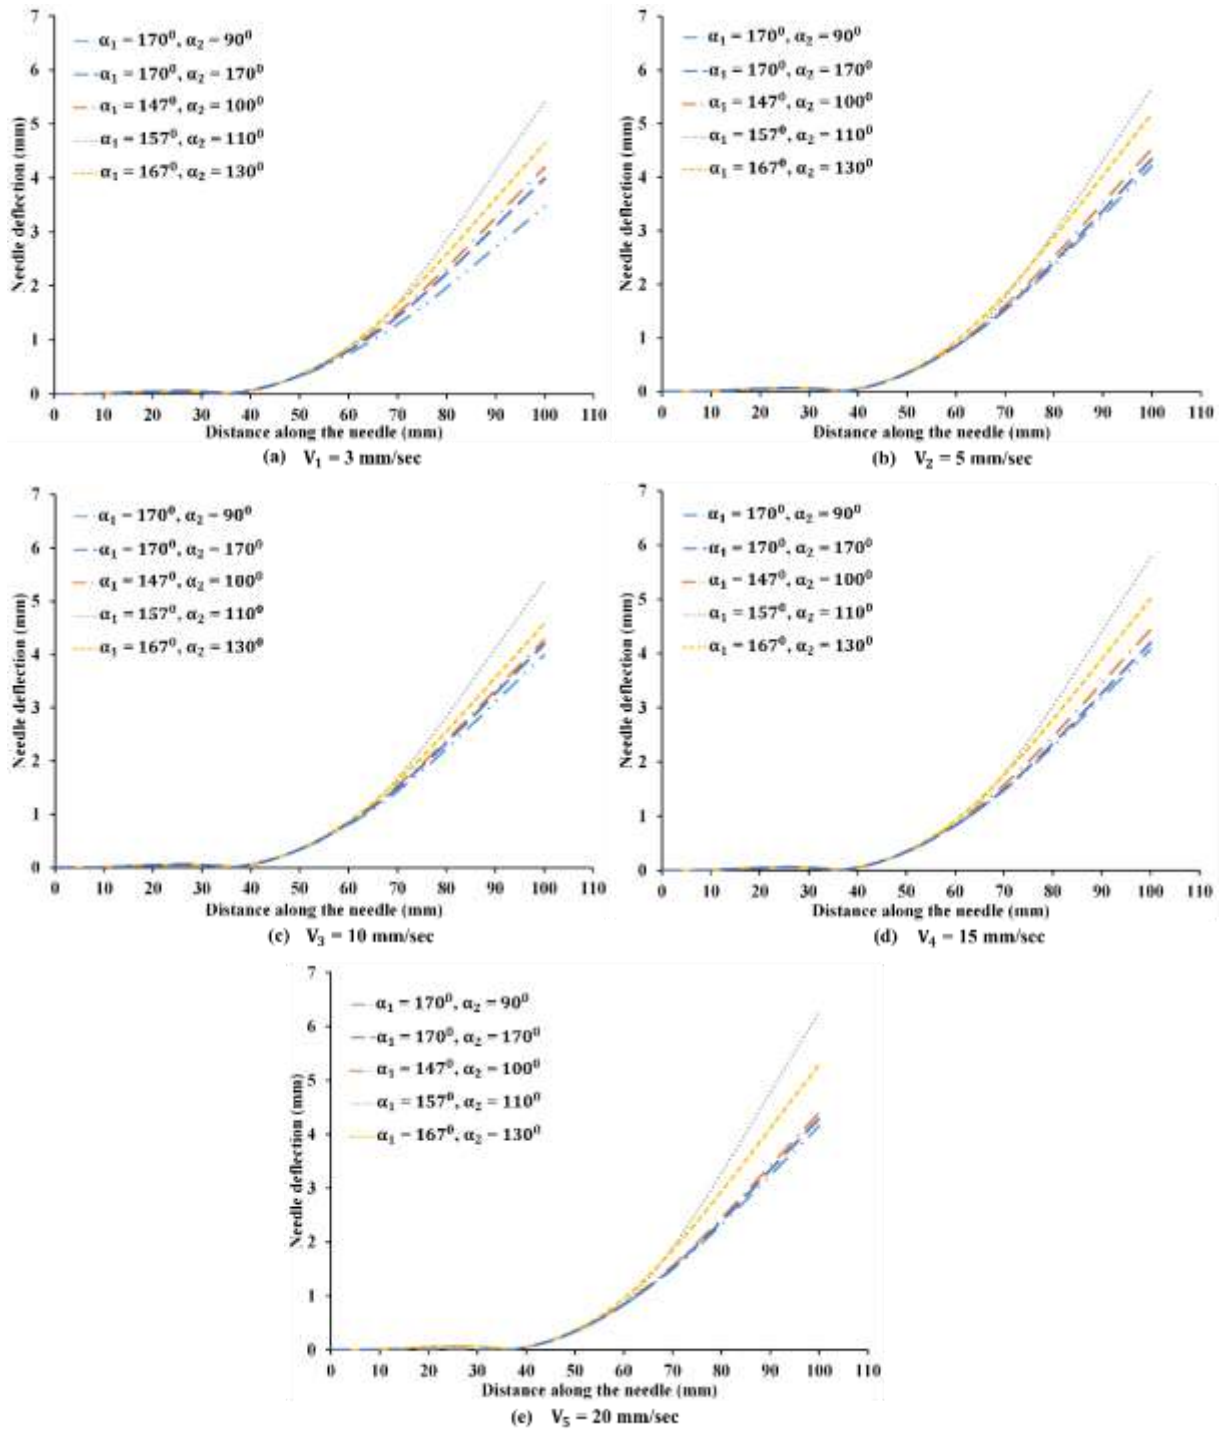 7
6
5
4
3
2
1
0
Needle deflection (mm)
α₁ = 170⁰, α₂ = 90⁰
α₁ = 170⁰, α₂ = 170⁰
α₁ = 147⁰, α₂ = 100⁰
α₁ = 157⁰, α₂ = 110⁰
α₁ = 167⁰, α₂ = 130⁰
0 10 20 30 40 50 60 70 80 90 100 110
Distance along the needle (mm)
(a) V₁ = 3 mm/sec
7
6
5
4
3
2
1
0
Needle deflection (mm)
α₁ = 170⁰, α₂ = 90⁰
α₁ = 170⁰, α₂ = 170⁰
α₁ = 147⁰, α₂ = 100⁰
α₁ = 157⁰, α₂ = 110⁰
α₁ = 167⁰, α₂ = 130⁰
0 10 20 30 40 50 60 70 80 90 100 110
Distance along the needle (mm)
(b) V₂ = 5 mm/sec
7
6
5
4
3
2
1
0
Needle deflection (mm)
α₁ = 170⁰, α₂ = 90⁰
α₁ = 170⁰, α₂ = 170⁰
α₁ = 147⁰, α₂ = 100⁰
α₁ = 157⁰, α₂ = 110⁰
α₁ = 167⁰, α₂ = 130⁰
0 10 20 30 40 50 60 70 80 90 100 110
Distance along the needle (mm)
(c) V₃ = 10 mm/sec
7
6
5
4
3
2
1
0
Needle deflection (mm)
α₁ = 170⁰, α₂ = 90⁰
α₁ = 170⁰, α₂ = 170⁰
α₁ = 147⁰, α₂ = 100⁰
α₁ = 157⁰, α₂ = 110⁰
α₁ = 167⁰, α₂ = 130⁰
0 10 20 30 40 50 60 70 80 90 100 110
Distance along the needle (mm)
(d) V₄ = 15 mm/sec
7
6
5
4
3
2
1
0
Needle deflection (mm)
α₁ = 170⁰, α₂ = 90⁰
α₁ = 170⁰, α₂ = 170⁰
α₁ = 147⁰, α₂ = 100⁰
α₁ = 157⁰, α₂ = 110⁰
α₁ = 167⁰, α₂ = 130⁰
0 10 20 30 40 50 60 70 80 90 100 110
Distance along the needle (mm)
(e) V₅ = 20 mm/sec